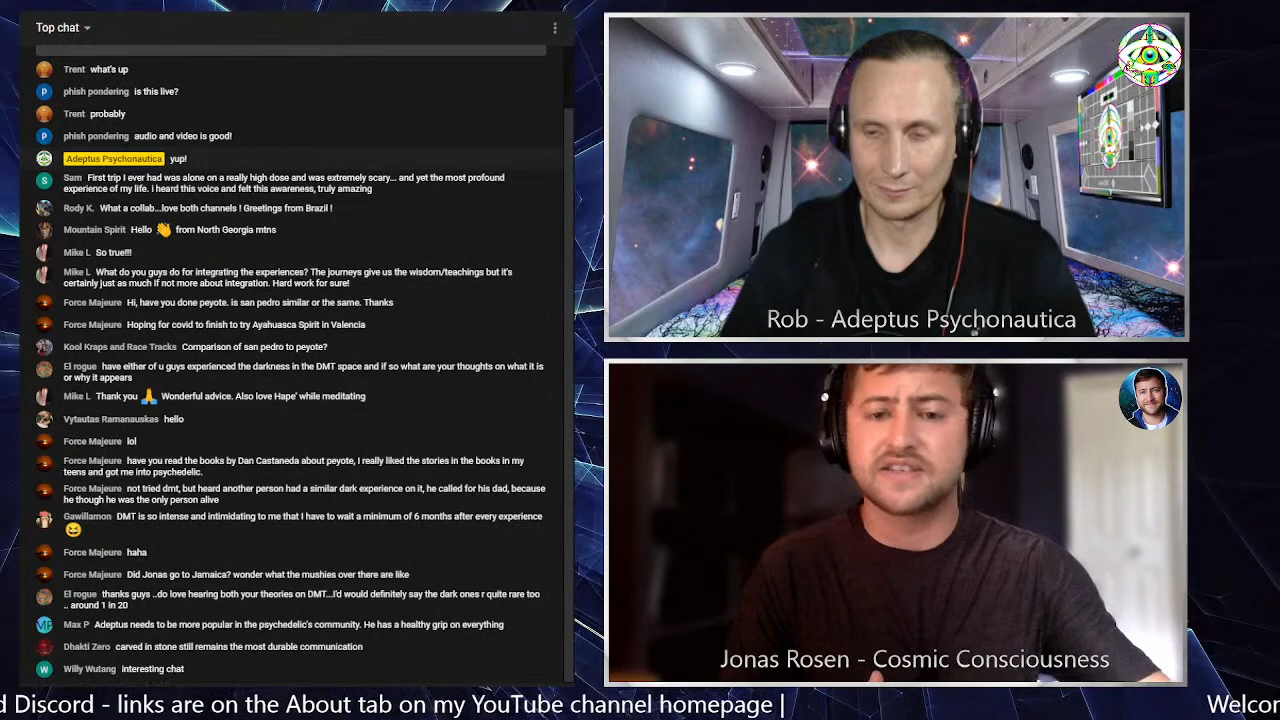 Top chat
Trent what's up
phish pondering is this live?
Trent probably
phish pondering audio and video is good!
Adeptus Psychonautica yup!
Sam First trip I ever had was alone on a really high dose and was extremely scary... and yet the most profound
experience of my life. i heard this voice and felt this awareness, truly amazing
Rody K. What a collab...love both channels ! Greetings from Brazil !
Mountain Spirit Hello 👋 from North Georgia mtns
Mike L So true!!!
Mike L What do you guys do for integrating the experiences? The journeys give us the wisdom/teachings but it's
certainly just as much if not more about integration. Hard work for sure!
Force Majeure Hi, have you done peyote. is san pedro similar or the same. Thanks
Force Majeure Hoping for covid to finish to try Ayahuasca Spirit in Valencia
Kool Kraps and Race Tracks Comparison of san pedro to peyote?
El rogue have either of u guys experienced the darkness in the DMT space and if so what are your thoughts on what it is
or why it appears
Mike L Thank you 🙏 Wonderful advice. Also love Hape' while meditating
Vytautas Ramanauskas hello
Force Majeure lol
Force Majeure have you read the books by Dan Castaneda about peyote, I really liked the stories in the books in my
teens and got me into psychedelic.
Force Majeure not tried dmt, but heard another person had a similar dark experience on it, he called for his dad, because
he though he was the only person alive
Gawillamon DMT is so intense and intimidating to me that I have to wait a minimum of 6 months after every experience
😆
Force Majeure haha
Force Majeure Did Jonas go to Jamaica? wonder what the mushies over there are like
El rogue thanks guys ..do love hearing both your theories on DMT...I'd would definitely say the dark ones r quite rare too
.. around 1 in 20
Max P Adeptus needs to be more popular in the psychedelic's community. He has a healthy grip on everything
Dhakti Zero carved in stone still remains the most durable communication
Willy Wutang interesting chat
Rob - Adeptus Psychonautica
Jonas Rosen - Cosmic Consciousness
d Discord - links are on the About tab on my YouTube channel homepage | Welcom